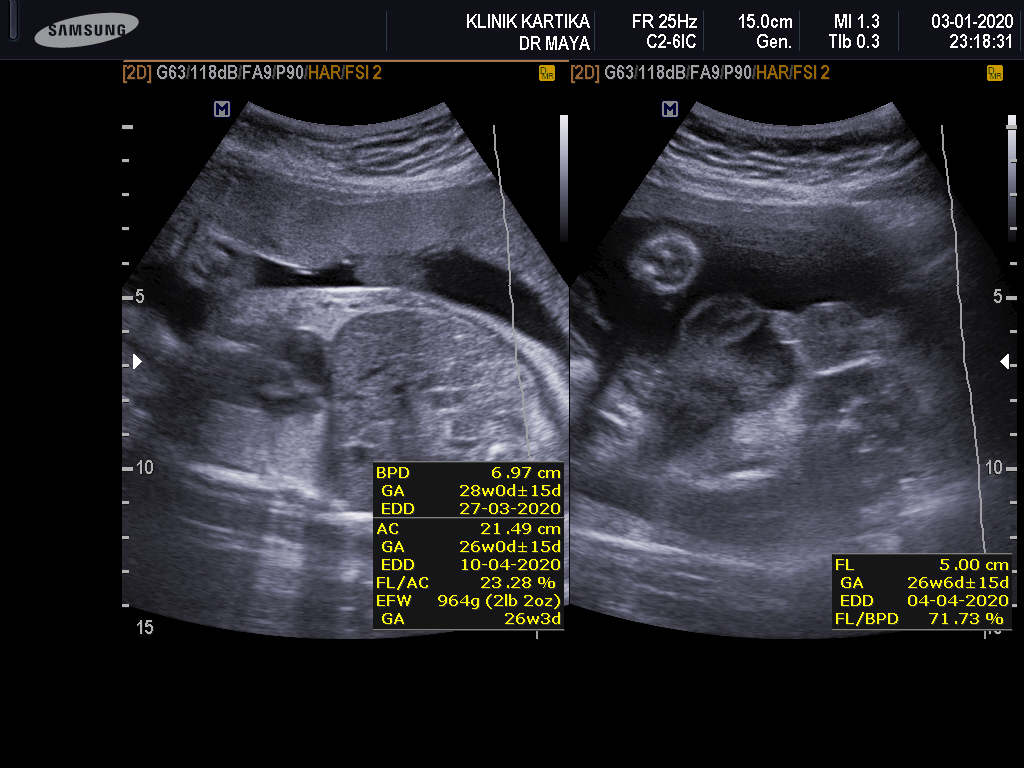 SAMSUNG
KLINIK KARTIKA
DR MAYA
FR 25Hz
C2-6IC
15.0cm
Gen.
MI 1.3
TIb 0.3
03-01-2020
23:18:31
[2D] G63/118dB/FA9/P90/HAR/FSI 2
DMR
[2D] G63/118dB/FA9/P90/HAR/FSI 2
DMR
M
M
5
10
15
BPD 6.97 cm
GA 28w0d±15d
EDD 27-03-2020
AC 21.49 cm
GA 26w0d±15d
EDD 10-04-2020
FL/AC 23.28 %
EFW 964g (2lb 2oz)
GA 26w3d
5
10
FL 5.00 cm
GA 26w6d±15d
EDD 04-04-2020
FL/BPD 71.73 %